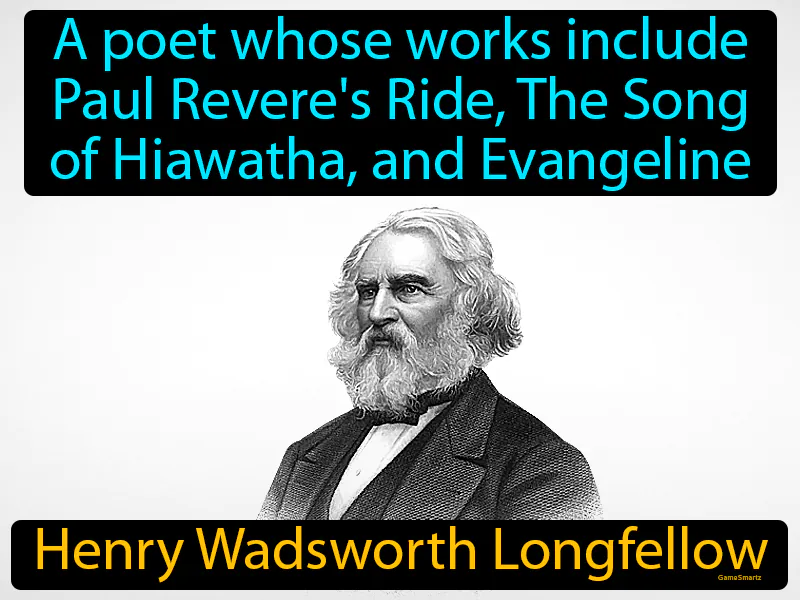 A poet whose works include
Paul Revere's Ride, The Song
of Hiawatha, and Evangeline
Henry Wadsworth Longfellow
GameSmartz